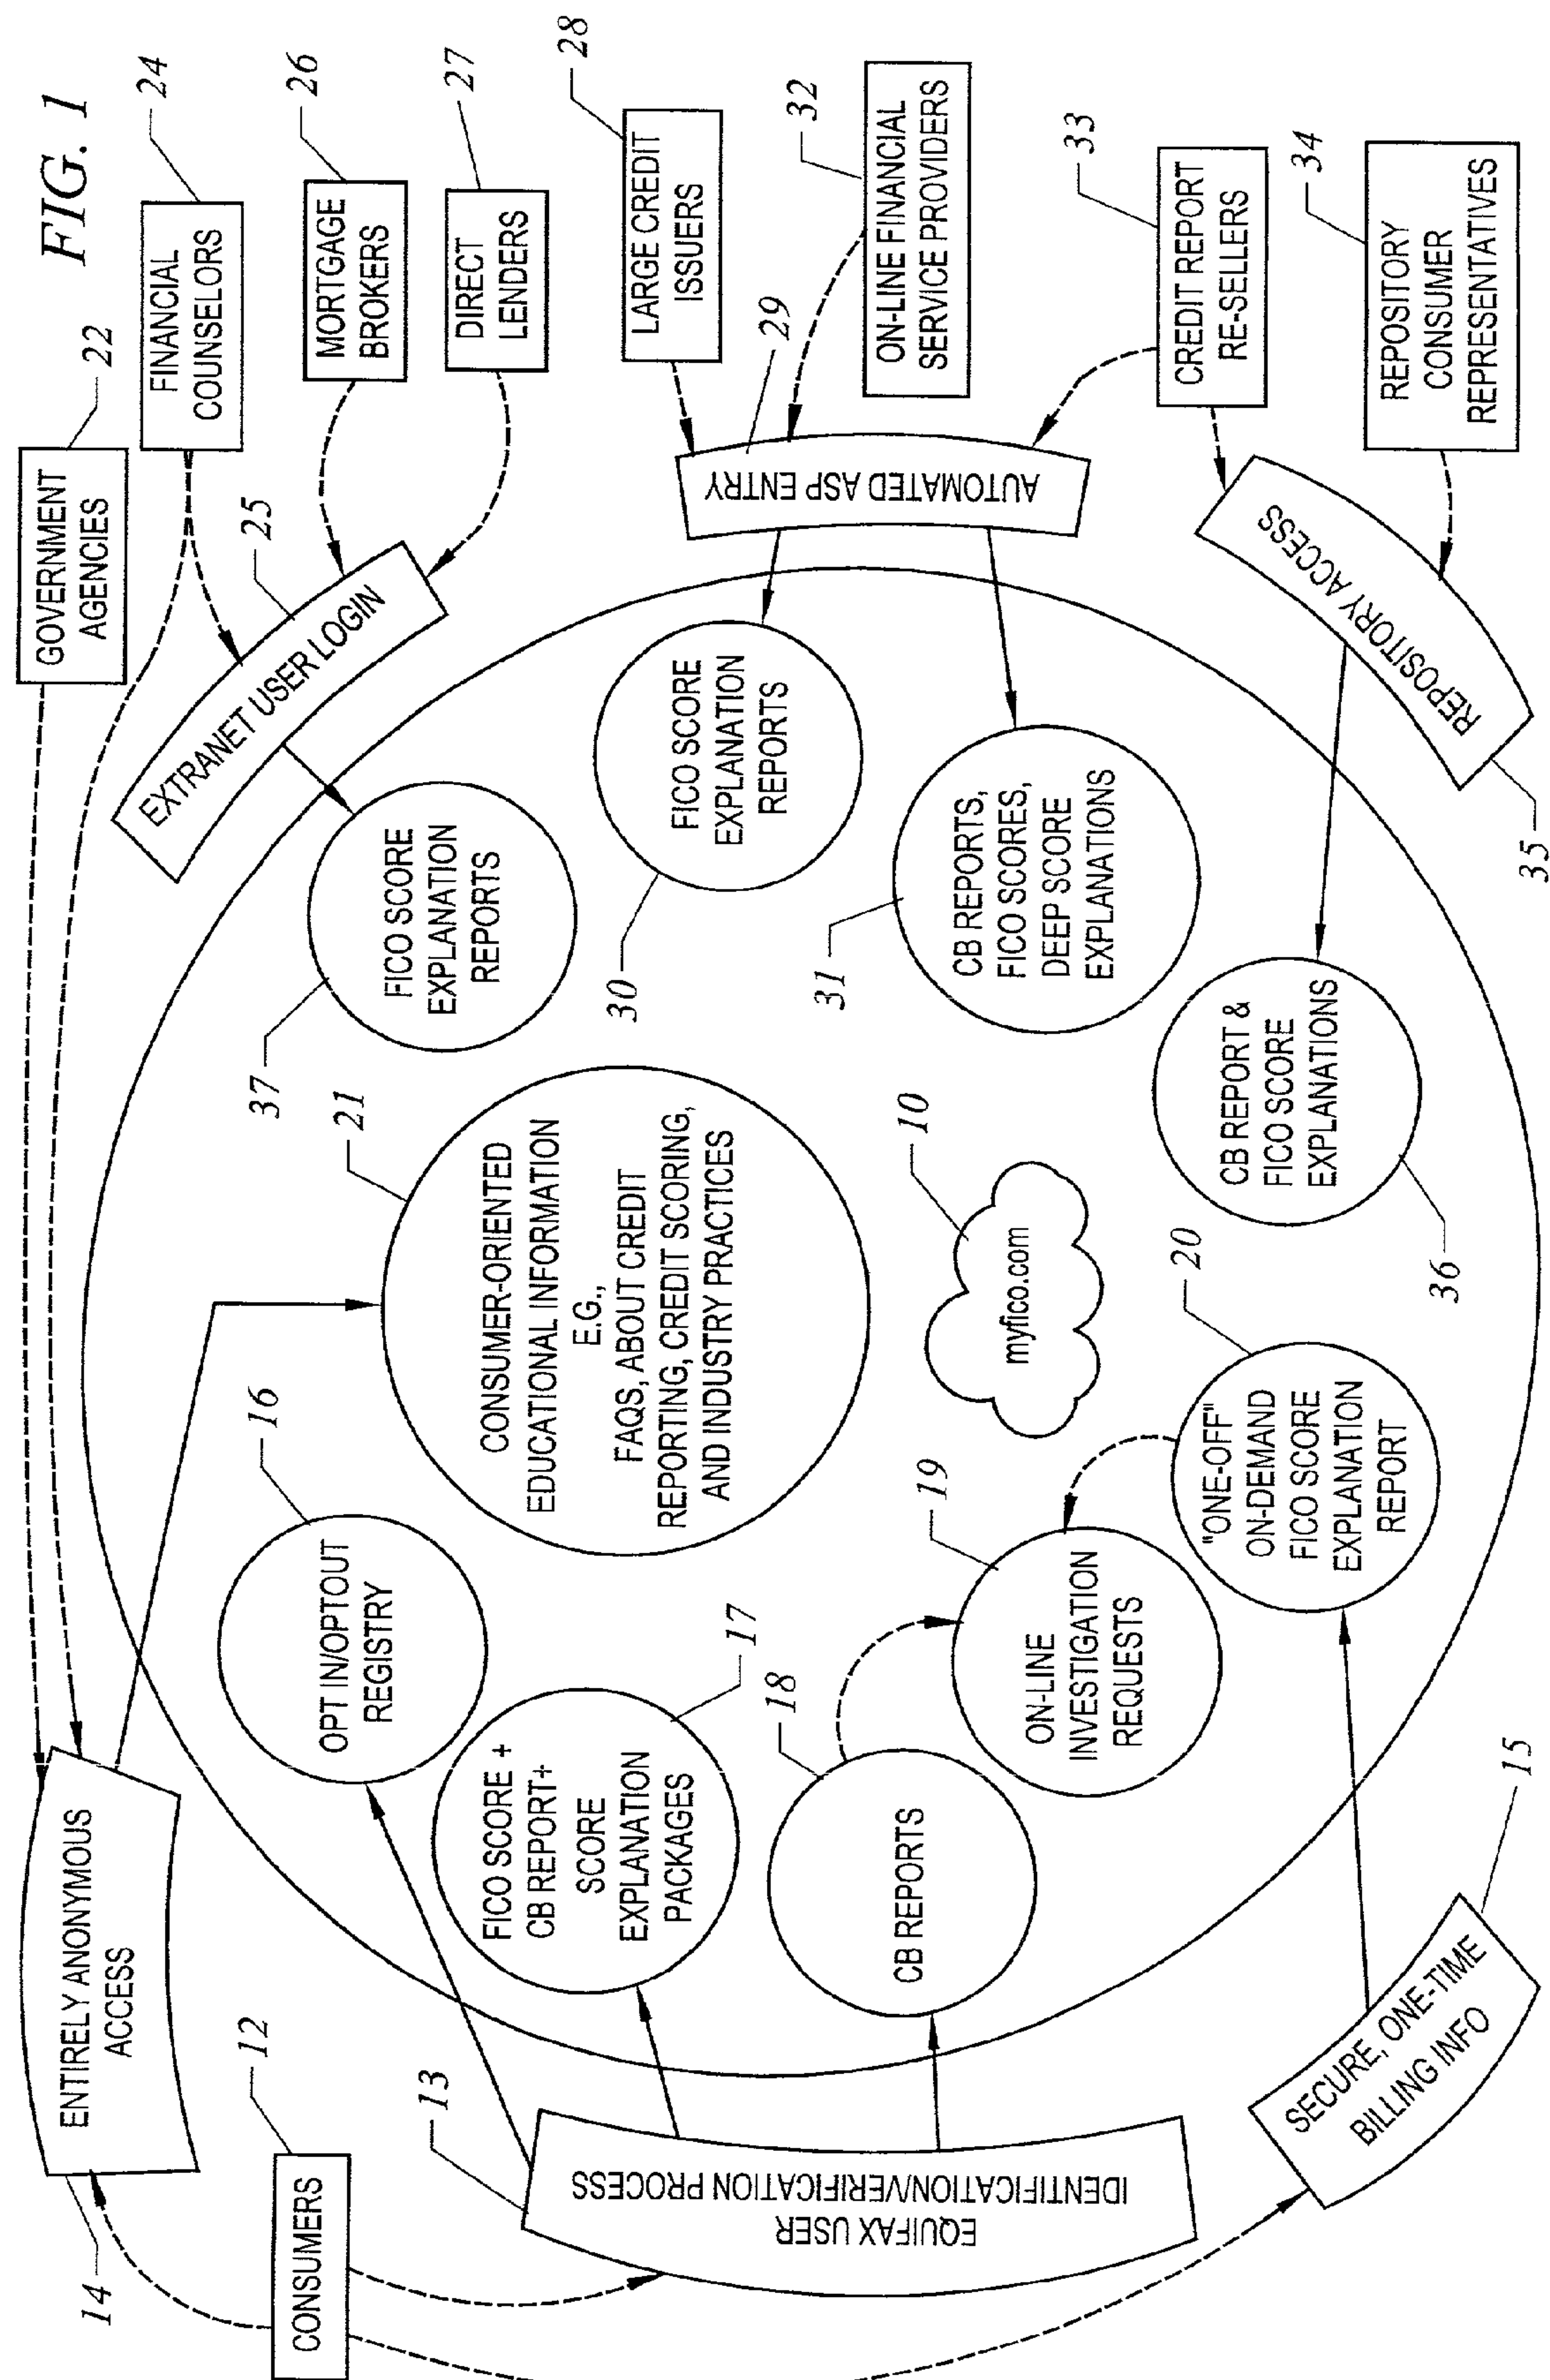 FIG. 1
GOVERNMENT
AGENCIES
22
FINANCIAL
COUNSELORS
24
MORTGAGE
BROKERS
26
DIRECT
LENDERS
27
LARGE CREDIT
ISSUERS
28
ON-LINE FINANCIAL
SERVICE PROVIDERS
32
CREDIT REPORT
RE-SELLERS
33
REPOSITORY
CONSUMER
REPRESENTATIVES
34
ENTIRELY ANONYMOUS
ACCESS
14
CONSUMERS
12
EQUIFAX USER
IDENTIFICATION/VERIFICATION PROCESS
13
SECURE, ONE-TIME
BILLING INFO
15
EXTRANET USER LOGIN
25
AUTOMATED ASP ENTRY
29
REPOSITORY ACCESS
35
OPT IN/OPTOUT
REGISTRY
16
FICO SCORE +
CB REPORT+
SCORE
EXPLANATION
PACKAGES
17
CB REPORTS
18
ON-LINE
INVESTIGATION
REQUESTS
19
"ONE-OFF"
ON-DEMAND
FICO SCORE
EXPLANATION
REPORT
20
CONSUMER-ORIENTED
EDUCATIONAL INFORMATION
E.G.,
FAQS, ABOUT CREDIT
REPORTING, CREDIT SCORING,
AND INDUSTRY PRACTICES
21
myfico.com
10
FICO SCORE
EXPLANATION
REPORTS
37
FICO SCORE
EXPLANATION
REPORTS
30
CB REPORTS,
FICO SCORES,
DEEP SCORE
EXPLANATIONS
31
CB REPORT &
FICO SCORE
EXPLANATIONS
36